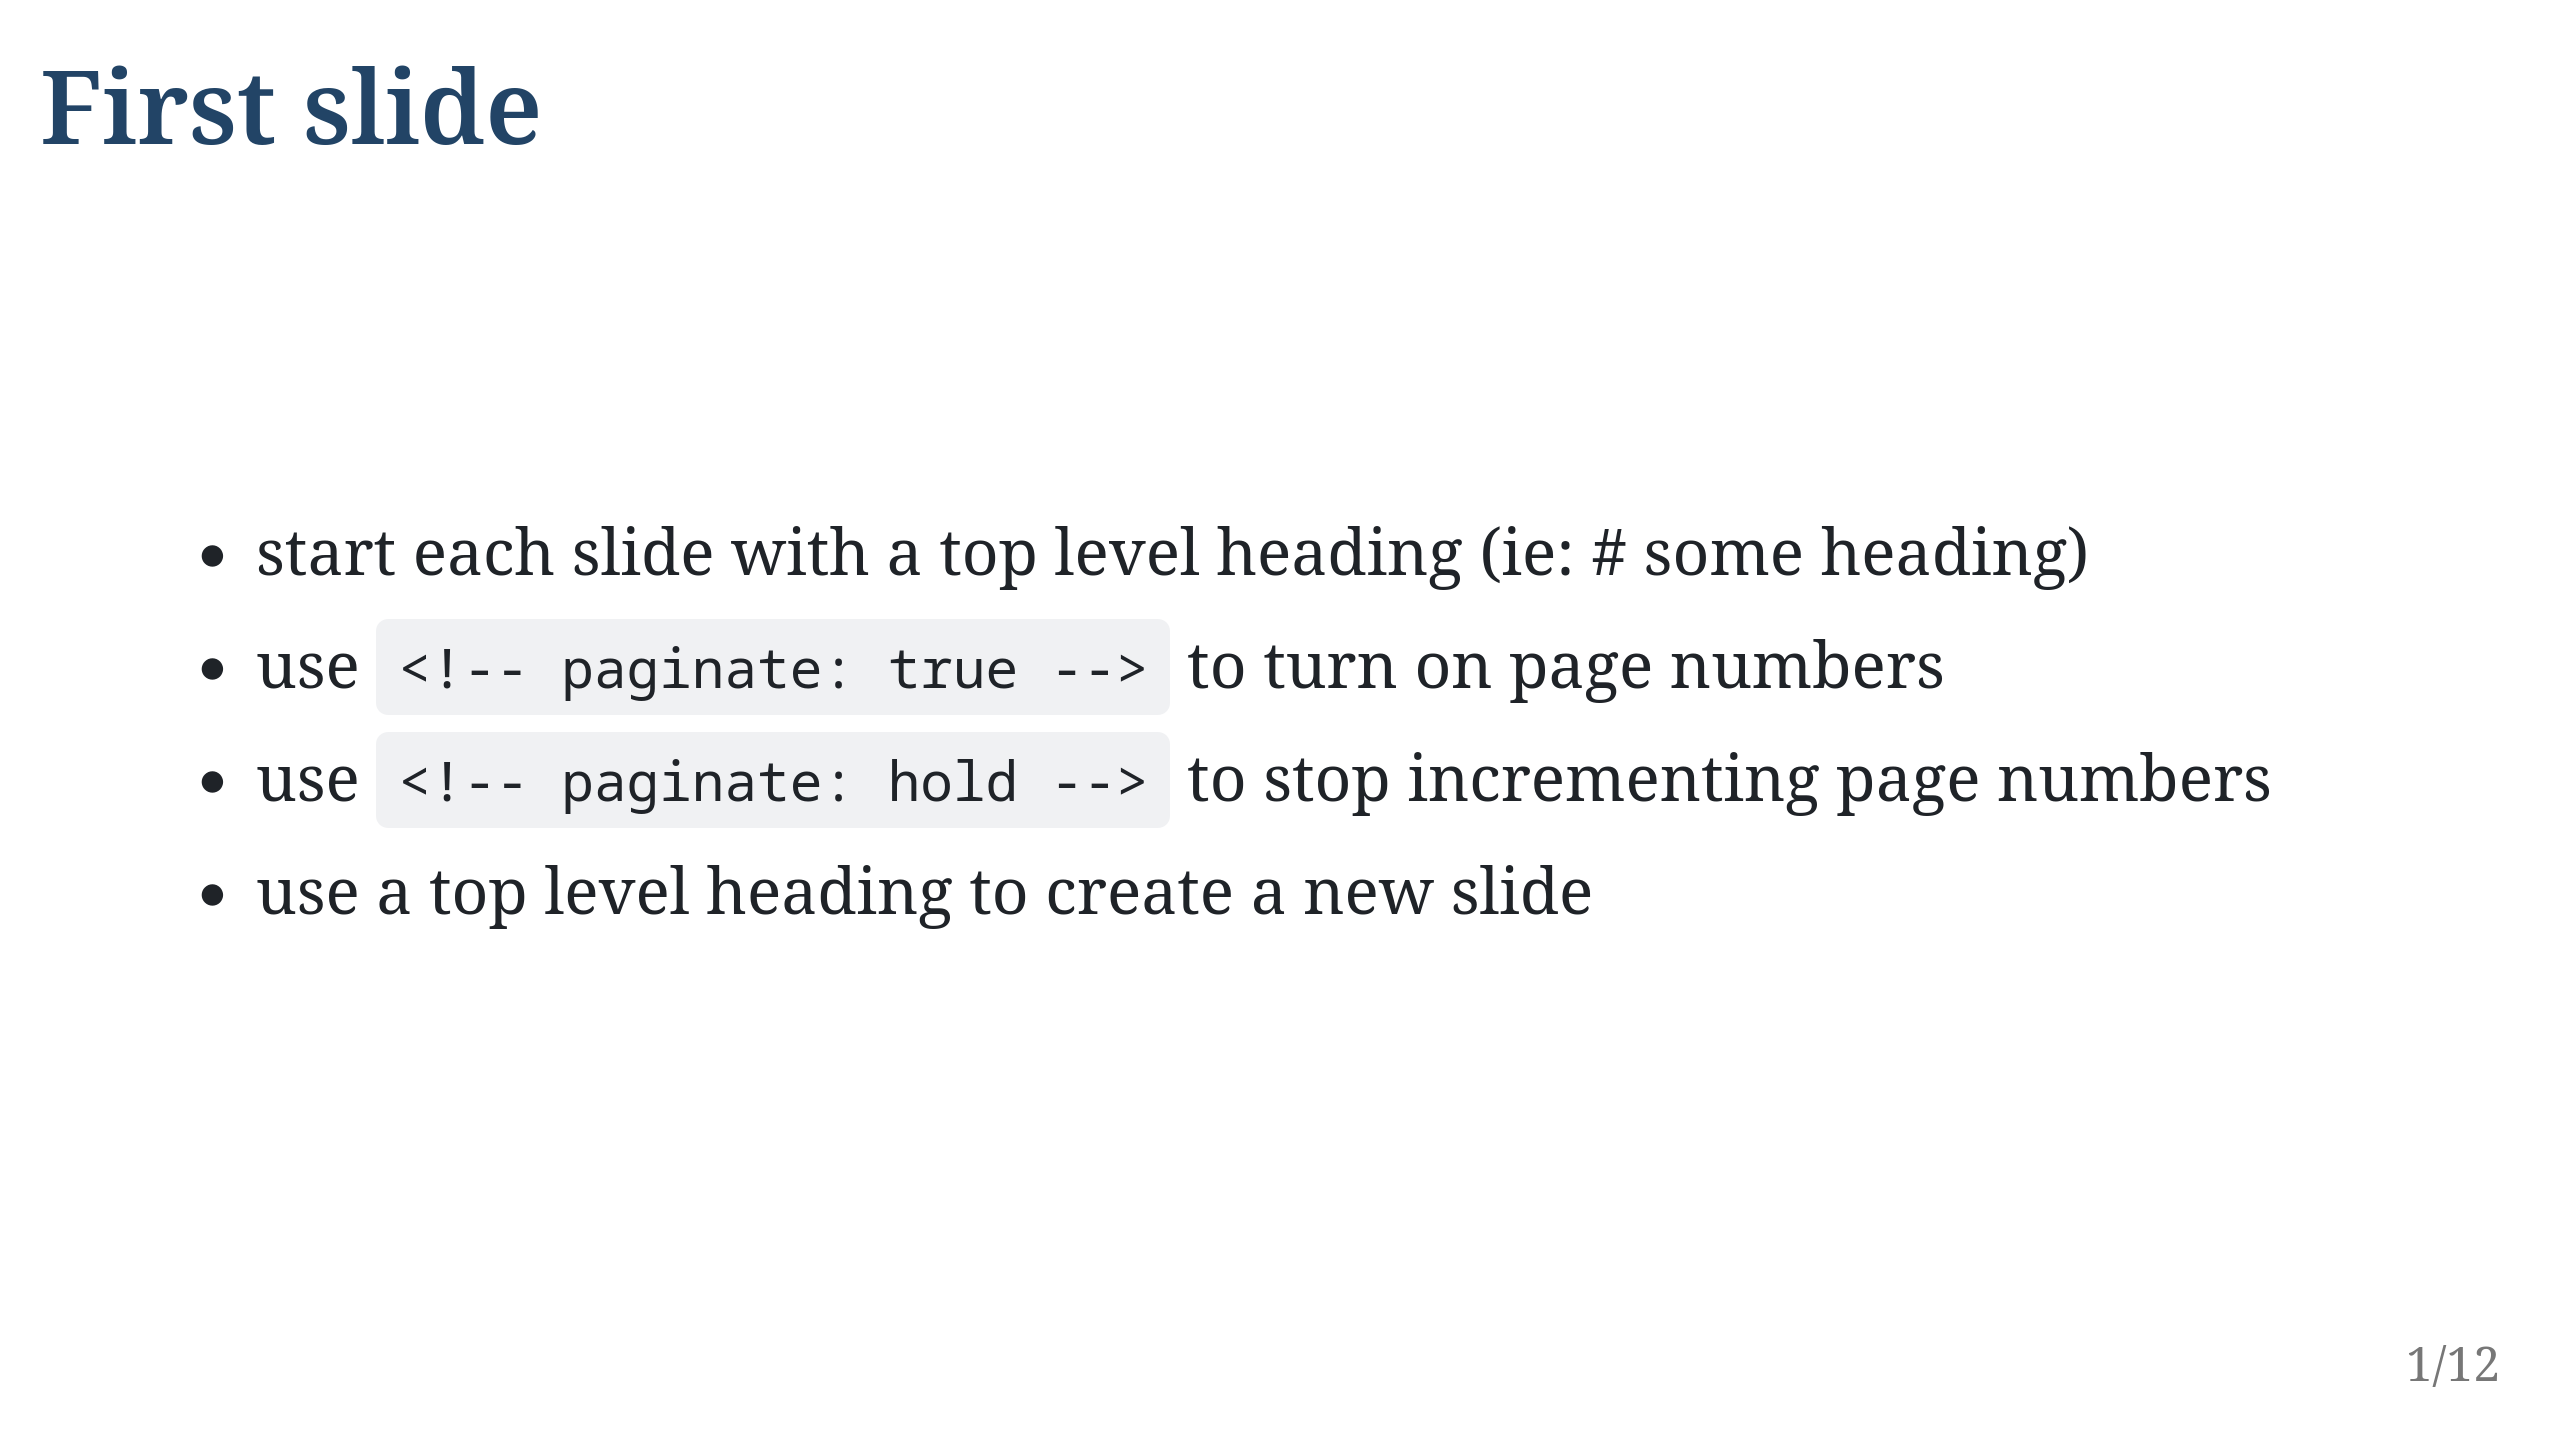 First slide
• start each slide with a top level heading (ie: # some heading)
• use <!-- paginate: true --> to turn on page numbers
• use <!-- paginate: hold --> to stop incrementing page numbers
• use a top level heading to create a new slide
1/12